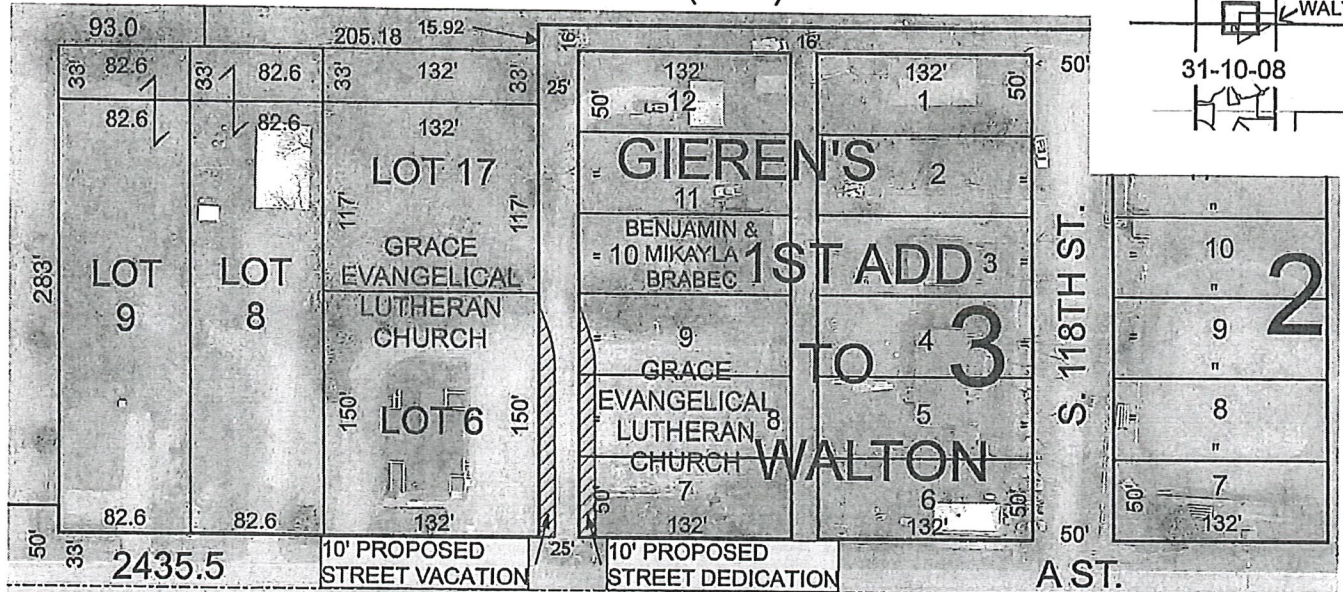 93.0
205.18
15.92
16'
16'
WALT
31-10-08
33'
82.6
33'
82.6
33'
132'
33'
25'
132'
132'
50'
82.6
82.6
132'
50'
12
1
50'
LOT 17
GIEREN'S
2
"
11
117'
117'
GRACE
EVANGELICAL
LUTHERAN
CHURCH
BENJAMIN &
10 MIKAYLA
BRABEC
1ST ADD
3
S. 118TH ST.
"
10
"
2
283'
LOT
9
LOT
8
9
TO
3
4
9
"
GRACE
EVANGELICAL
LUTHERAN
CHURCH
8
5
8
"
150'
LOT 6
150'
WALTON
50'
7
6
50'
50'
7
82.6
82.6
132'
132'
132'
132'
50'
33'
2435.5
10' PROPOSED
STREET VACATION
25'
10' PROPOSED
STREET DEDICATION
50'
A ST.